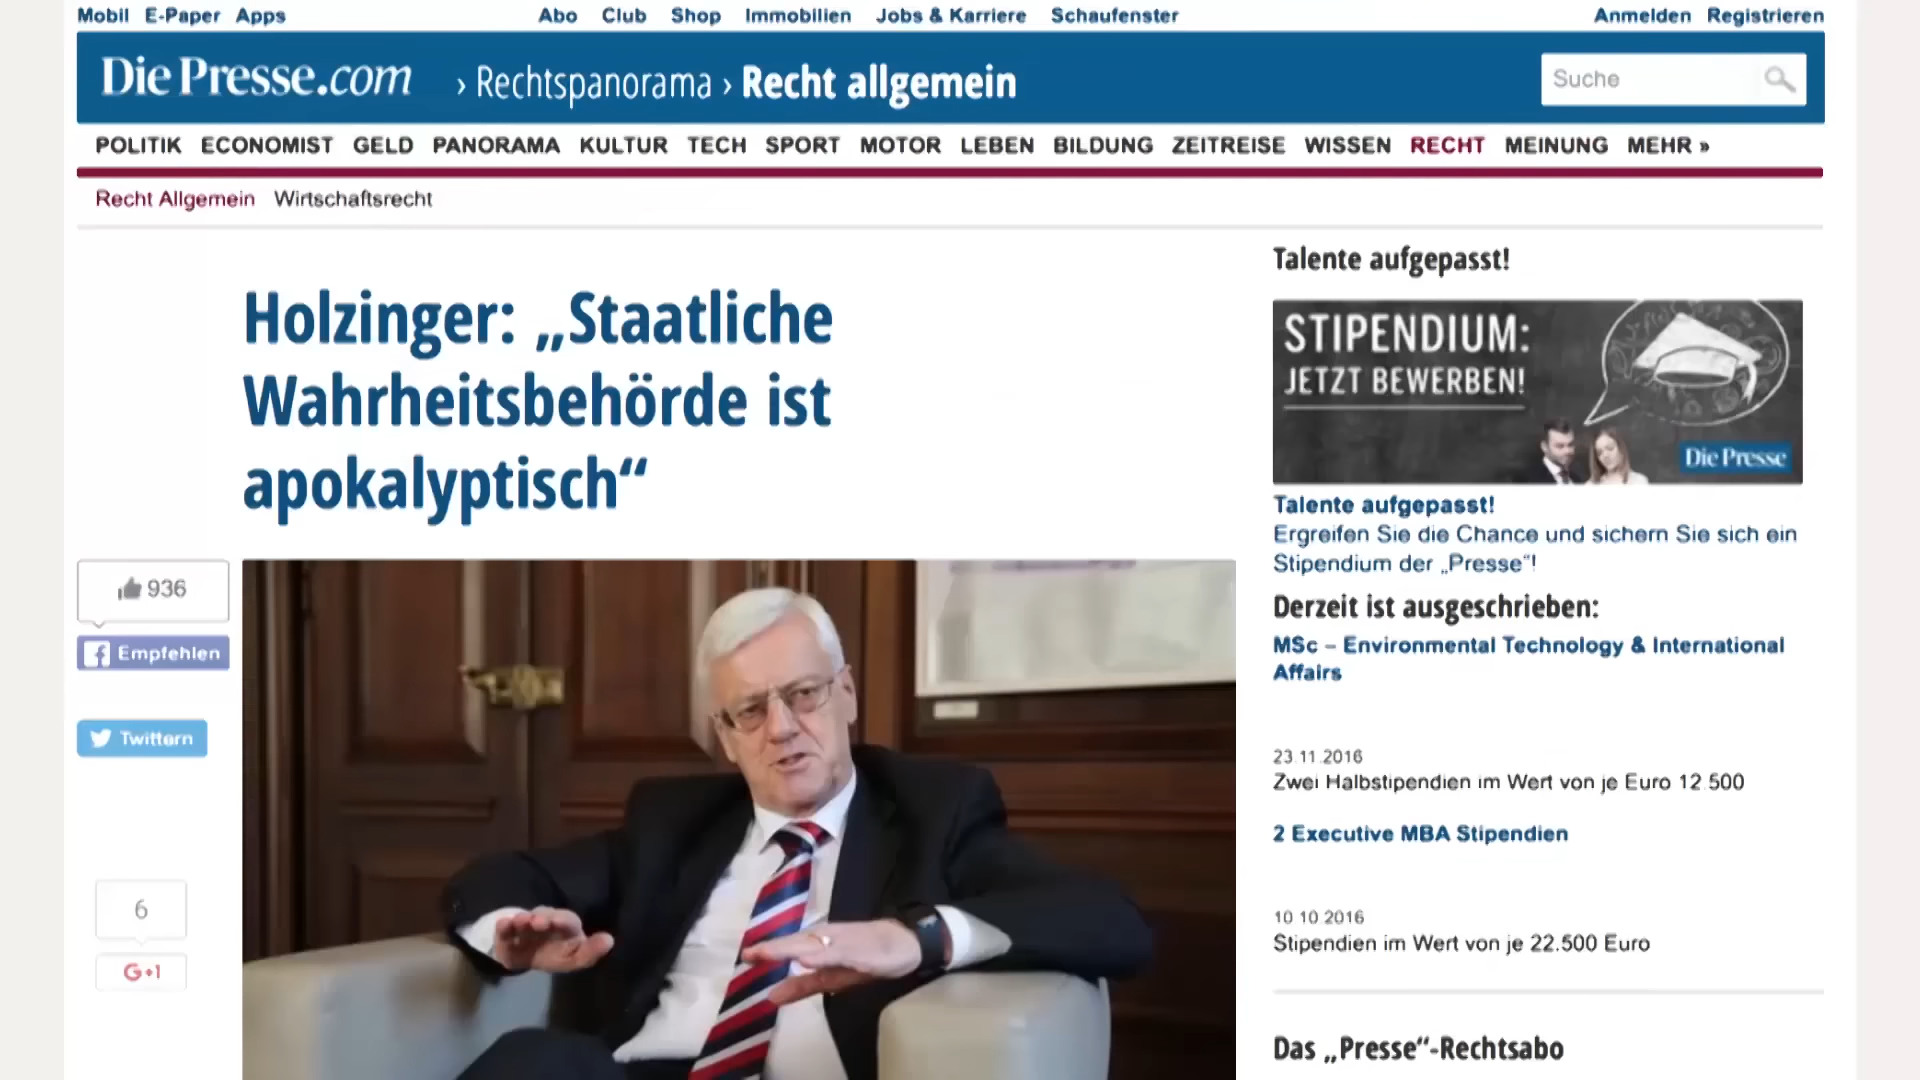 Mobil E-Paper Apps Abo Club Shop Immobilien Jobs & Karriere Schaufenster Anmelden Registrieren
Die Presse.com › Rechtspanorama › Recht allgemein Suche
POLITIK ECONOMIST GELD PANORAMA KULTUR TECH SPORT MOTOR LEBEN BILDUNG ZEITREISE WISSEN RECHT MEINUNG MEHR »
Recht Allgemein Wirtschaftsrecht
Holzinger: „Staatliche
Wahrheitsbehörde ist
apokalyptisch“
936
Empfehlen
Twittern
6
G+1
Talente aufgepasst!
STIPENDIUM:
JETZT BEWERBEN!
Die Presse
Talente aufgepasst!
Ergreifen Sie die Chance und sichern Sie sich ein
Stipendium der „Presse“!
Derzeit ist ausgeschrieben:
MSc – Environmental Technology & International
Affairs
23.11.2016
Zwei Halbstipendien im Wert von je Euro 12.500
2 Executive MBA Stipendien
10.10.2016
Stipendien im Wert von je 22.500 Euro
Das „Presse“-Rechtsabo